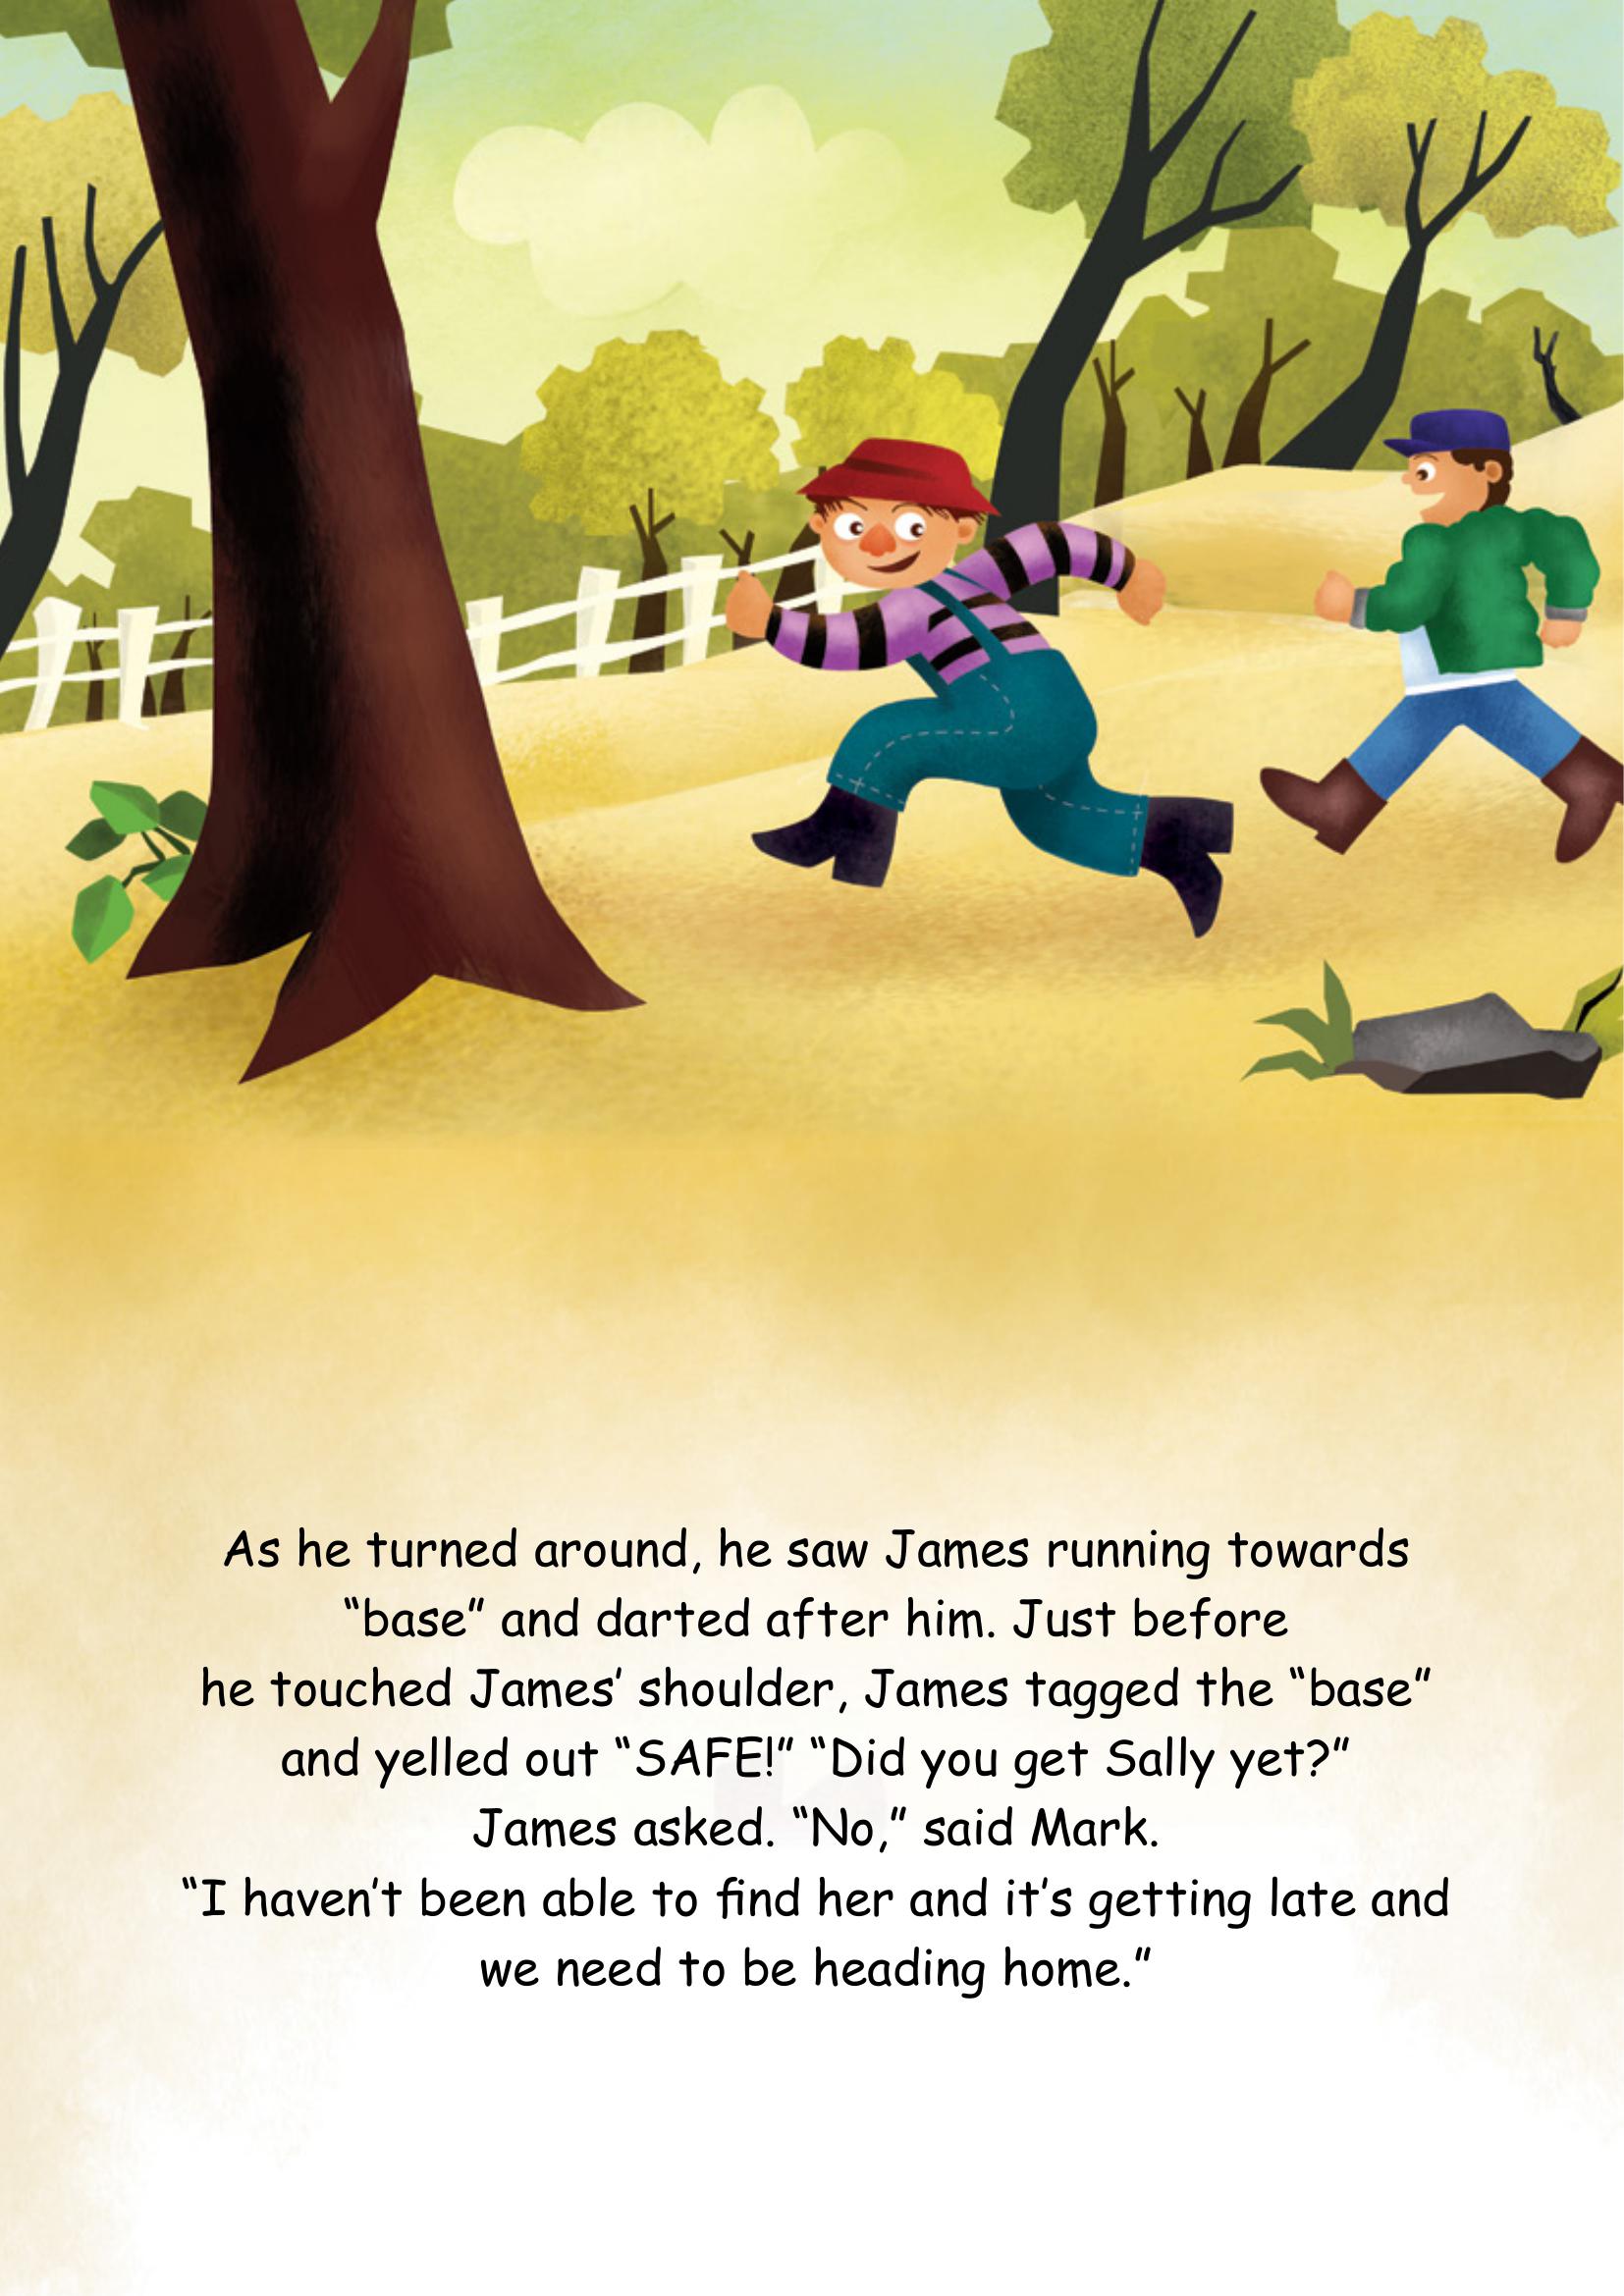 As he turned around, he saw James running towards
“base” and darted after him. Just before
he touched James’ shoulder, James tagged the “base”
and yelled out “SAFE!” “Did you get Sally yet?”
James asked. “No,” said Mark.
“I haven’t been able to find her and it’s getting late and
we need to be heading home.”